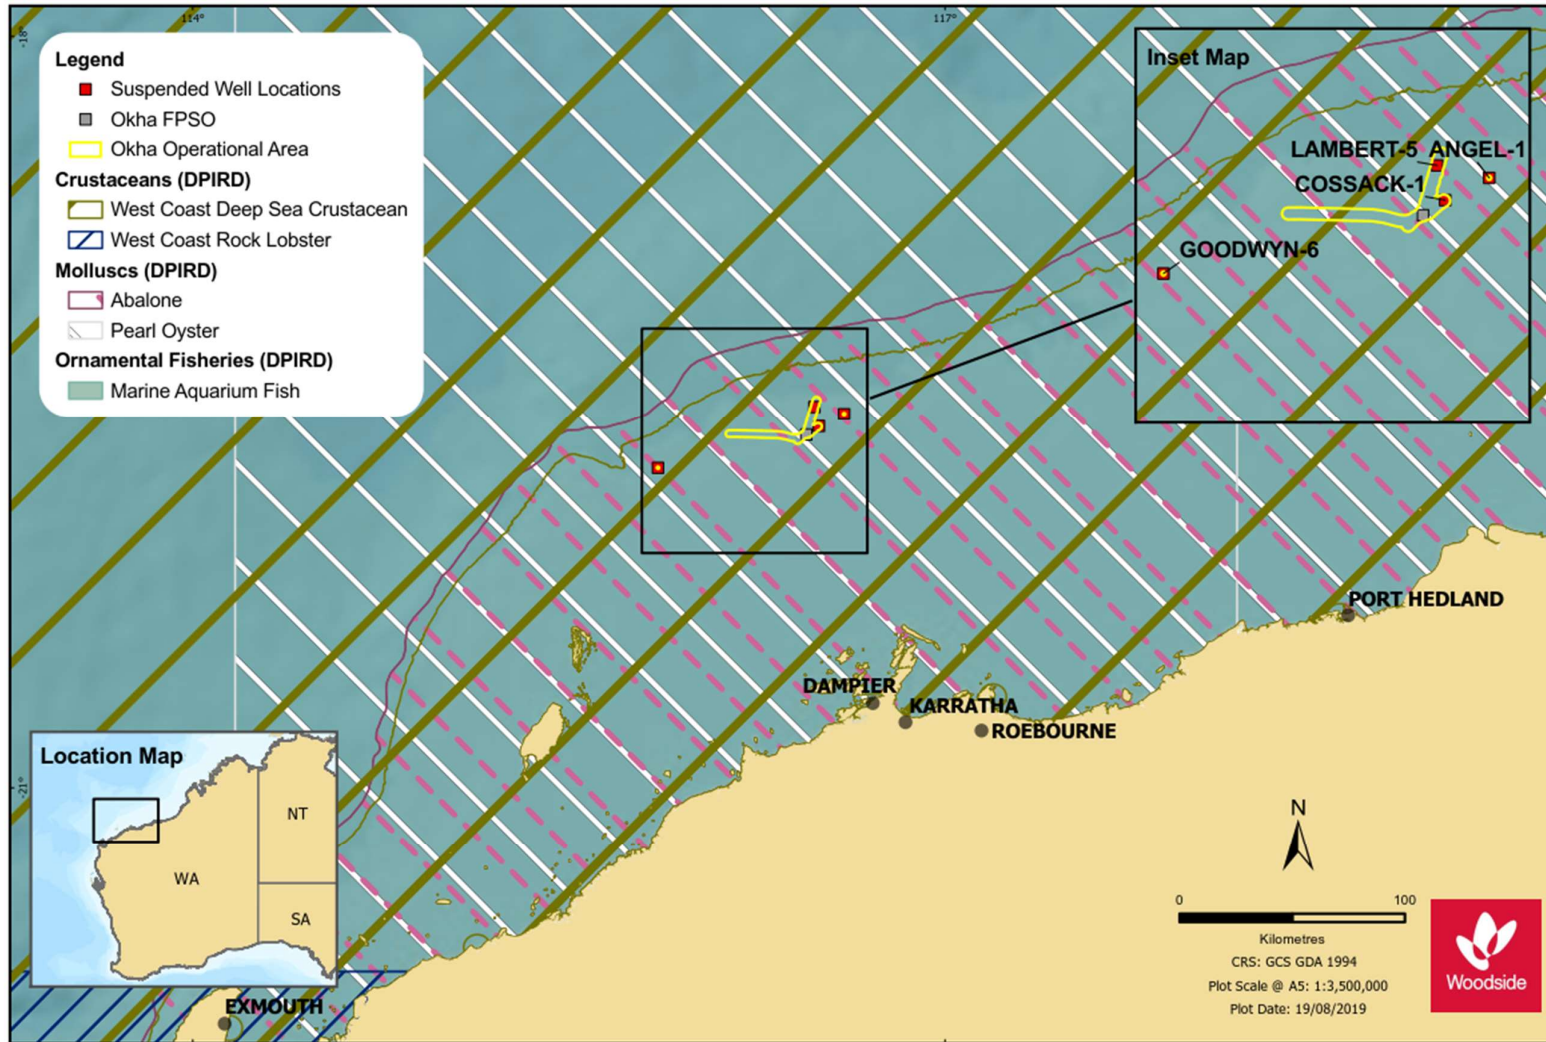 114°
117°
-18°
-21°
Legend
Suspended Well Locations
Okha FPSO
Okha Operational Area
Crustaceans (DPIRD)
West Coast Deep Sea Crustacean
West Coast Rock Lobster
Molluscs (DPIRD)
Abalone
Pearl Oyster
Ornamental Fisheries (DPIRD)
Marine Aquarium Fish
Inset Map
LAMBERT-5 ANGEL-1
COSSACK-1
GOODWYN-6
PORT HEDLAND
DAMPIER
KARRATHA
ROEBOURNE
EXMOUTH
Location Map
NT
WA
SA
N
0 100
Kilometres
CRS: GCS GDA 1994
Plot Scale @ A5: 1:3,500,000
Plot Date: 19/08/2019
Woodside